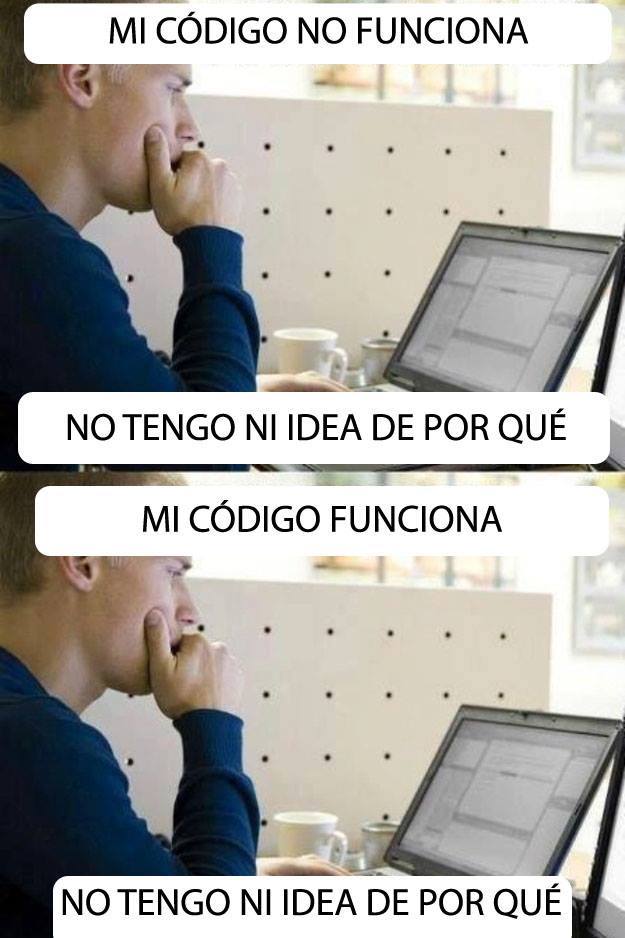 MI CÓDIGO NO FUNCIONA
NO TENGO NI IDEA DE POR QUÉ
MI CÓDIGO FUNCIONA
NO TENGO NI IDEA DE POR QUÉ